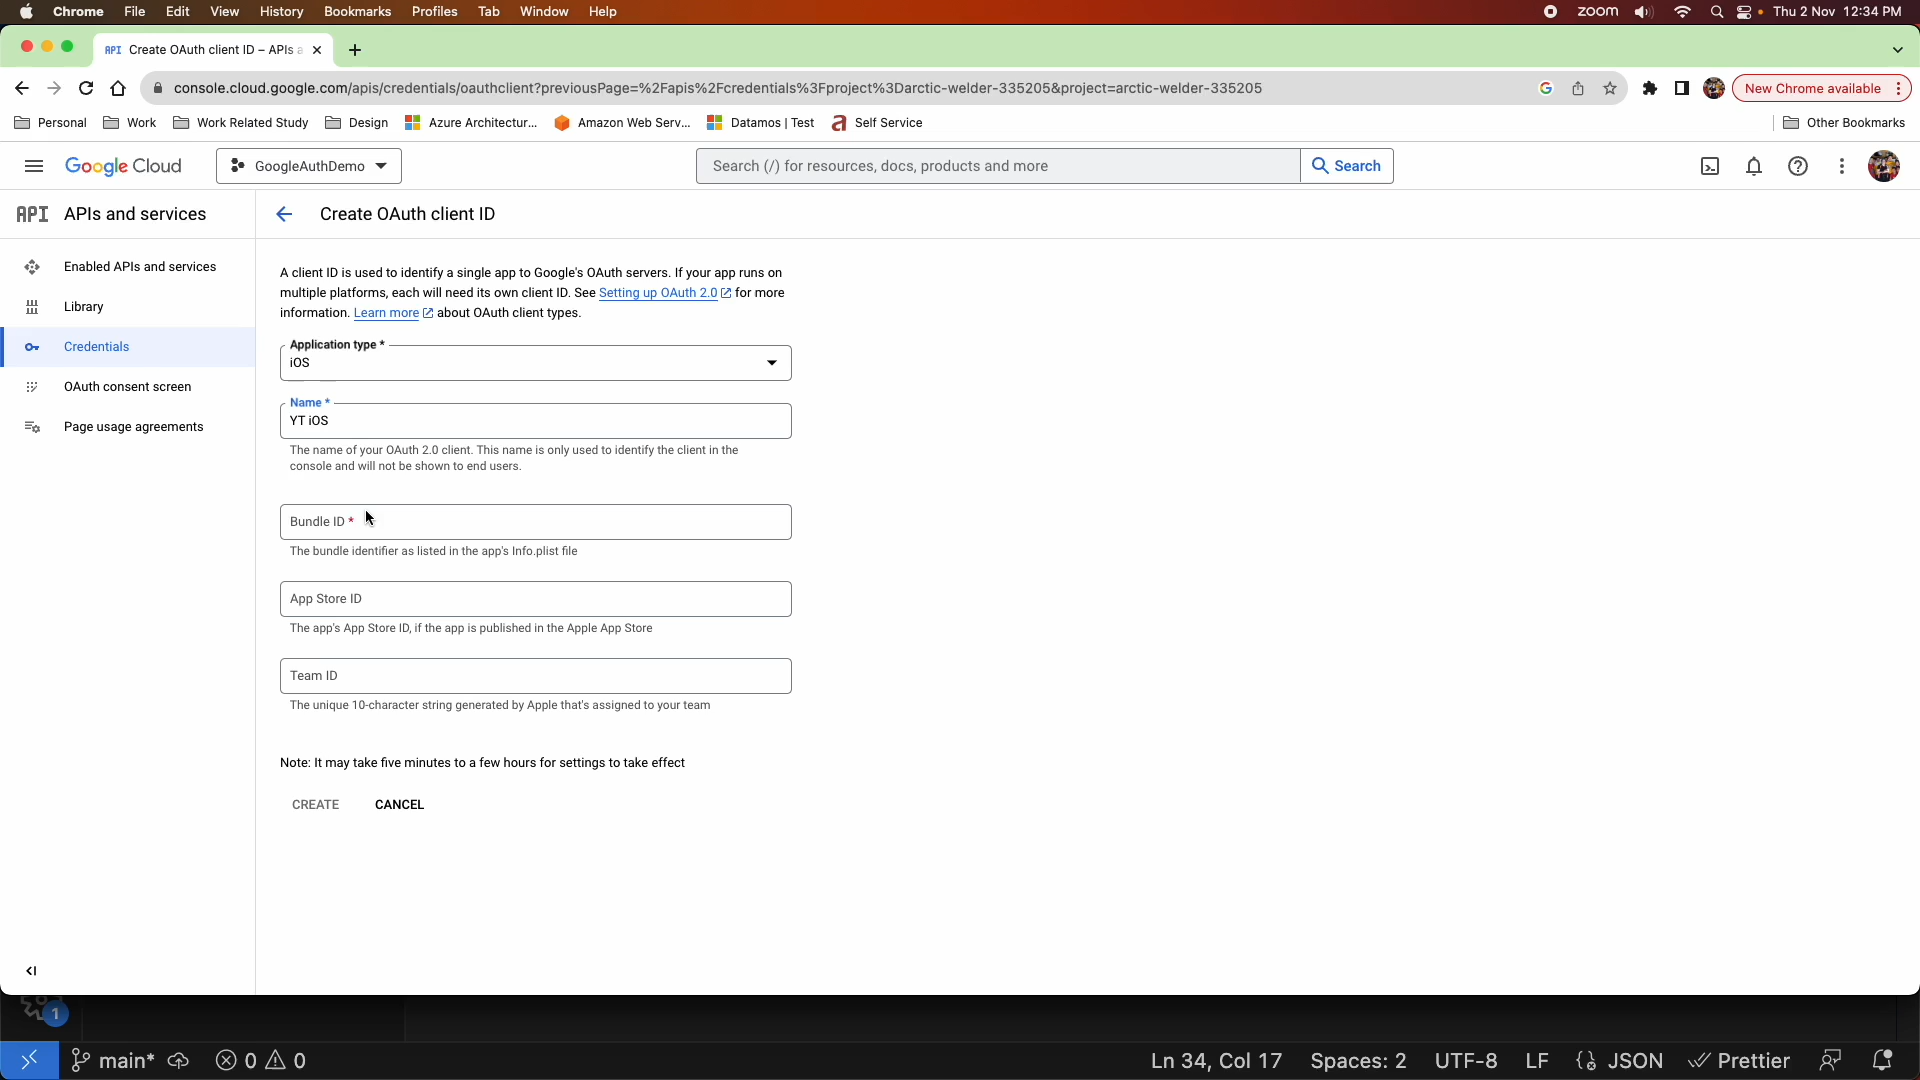 Chrome File Edit View History Bookmarks Profiles Tab Window Help zoom Thu 2 Nov 12:34 PM
API Create OAuth client ID – APIs a
console.cloud.google.com/apis/credentials/oauthclient?previousPage=%2Fapis%2Fcredentials%3Fproject%3Darctic-welder-335205&project=arctic-welder-335205 New Chrome available
Personal Work Work Related Study Design Azure Architectur... Amazon Web Serv... Datamos | Test Self Service Other Bookmarks
Google Cloud GoogleAuthDemo Search (/) for resources, docs, products and more Search
API APIs and services
Create OAuth client ID
Enabled APIs and services
Library
Credentials
OAuth consent screen
Page usage agreements
A client ID is used to identify a single app to Google's OAuth servers. If your app runs on
multiple platforms, each will need its own client ID. See Setting up OAuth 2.0 for more
information. Learn more about OAuth client types.
Application type *
iOS
Name *
YT iOS
The name of your OAuth 2.0 client. This name is only used to identify the client in the
console and will not be shown to end users.
Bundle ID *
The bundle identifier as listed in the app's Info.plist file
App Store ID
The app's App Store ID, if the app is published in the Apple App Store
Team ID
The unique 10-character string generated by Apple that's assigned to your team
Note: It may take five minutes to a few hours for settings to take effect
CREATE CANCEL
1
main* 0 0 Ln 34, Col 17 Spaces: 2 UTF-8 LF {} JSON Prettier